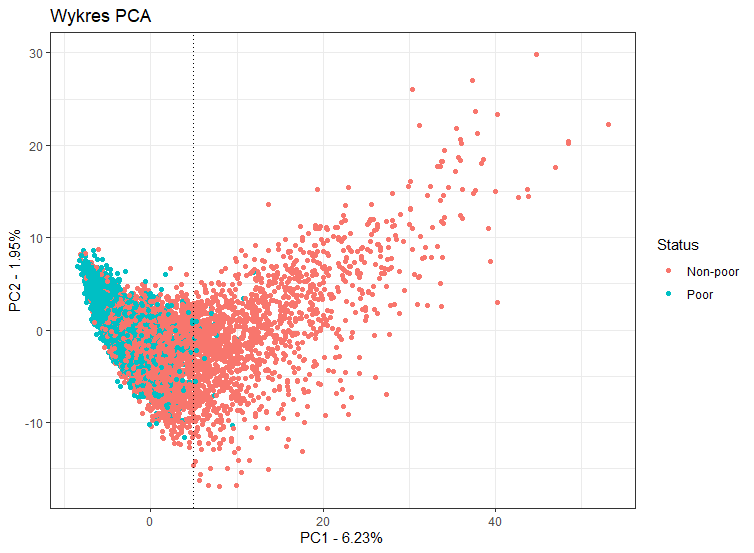 Wykres PCA
30
20
10
0
-10
PC2 - 1.95%
0
20
40
PC1 - 6.23%
Status
Non-poor
Poor